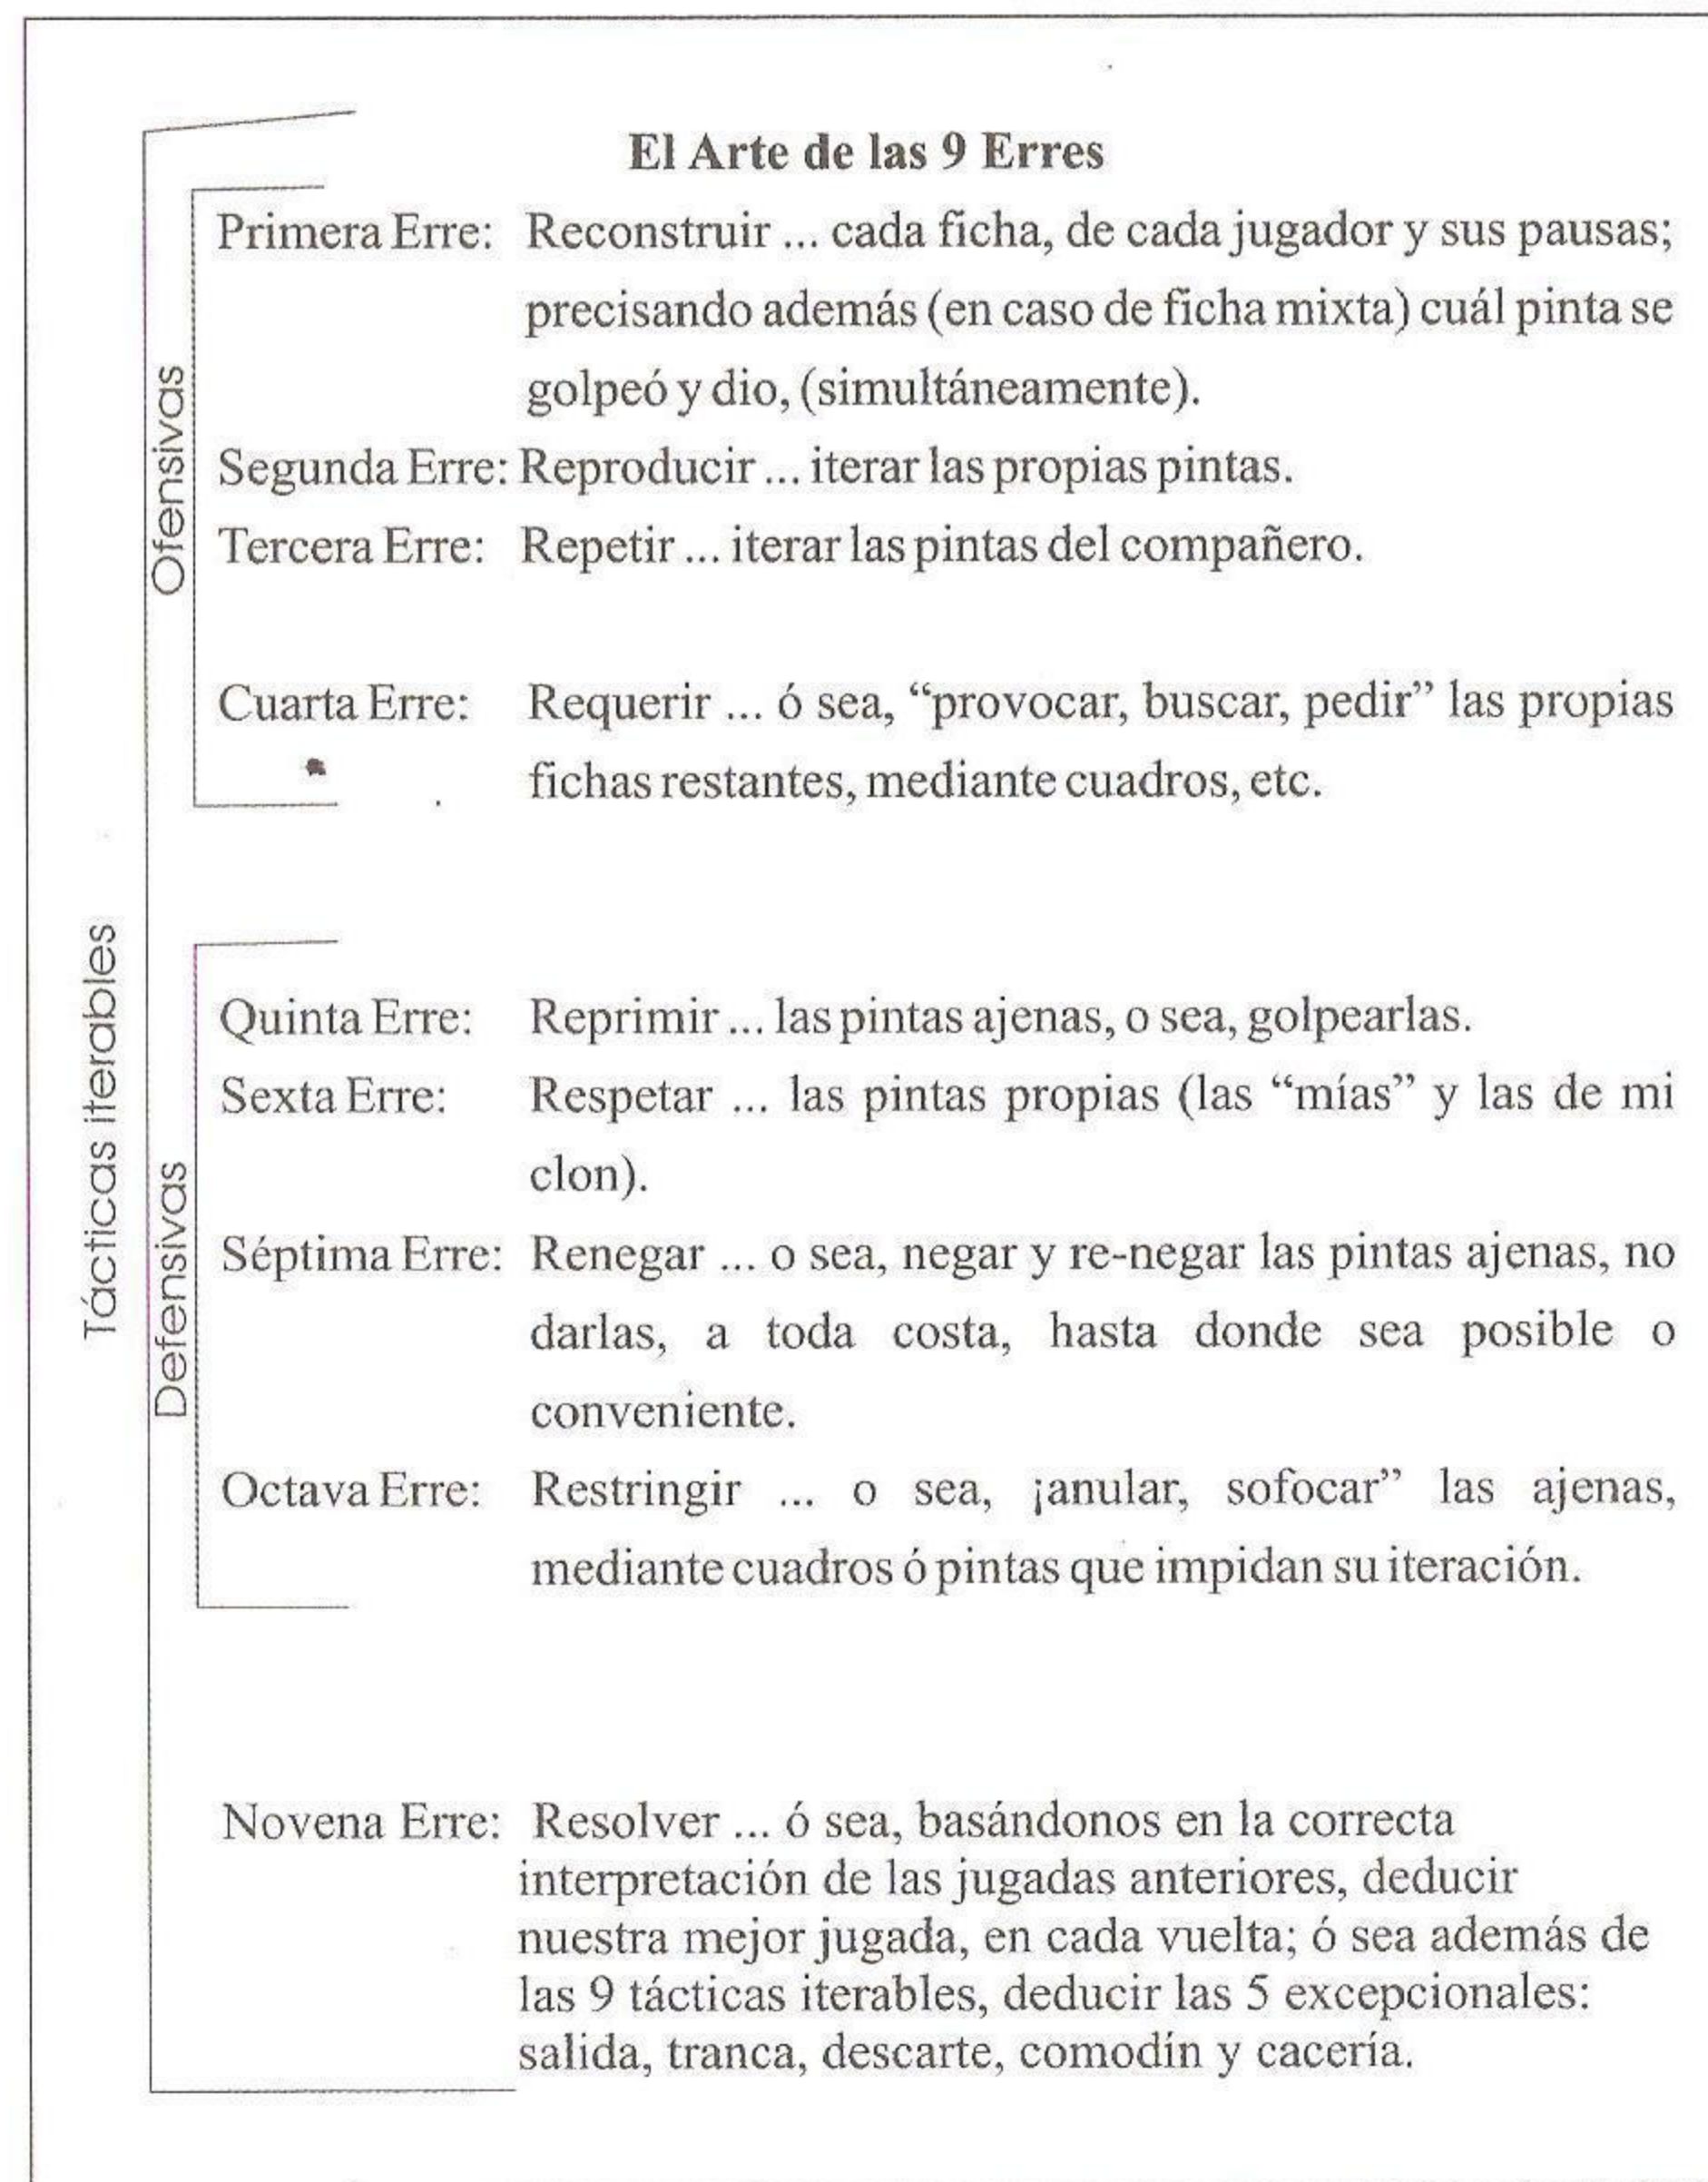 El Arte de las 9 Erres
Primera Erre: Reconstruir ... cada ficha, de cada jugador y sus pausas;
precisando además (en caso de ficha mixta) cuál pinta se
golpeó y dio, (simultáneamente).
Segunda Erre: Reproducir ... iterar las propias pintas.
Tercera Erre: Repetir ... iterar las pintas del compañero.
Cuarta Erre: Requerir ... ó sea, “provocar, buscar, pedir” las propias
fichas restantes, mediante cuadros, etc.
Ofensivas
Quinta Erre: Reprimir ... las pintas ajenas, o sea, golpearlas.
Sexta Erre: Respetar ... las pintas propias (las “mías” y las de mi
clon).
Séptima Erre: Renegar ... o sea, negar y re-negar las pintas ajenas, no
darlas, a toda costa, hasta donde sea posible o
conveniente.
Octava Erre: Restringir ... o sea, ¡anular, sofocar” las ajenas,
mediante cuadros ó pintas que impidan su iteración.
Defensivas
Tácticas iterables
Novena Erre: Resolver ... ó sea, basándonos en la correcta
interpretación de las jugadas anteriores, deducir
nuestra mejor jugada, en cada vuelta; ó sea además de
las 9 tácticas iterables, deducir las 5 excepcionales:
salida, tranca, descarte, comodín y cacería.